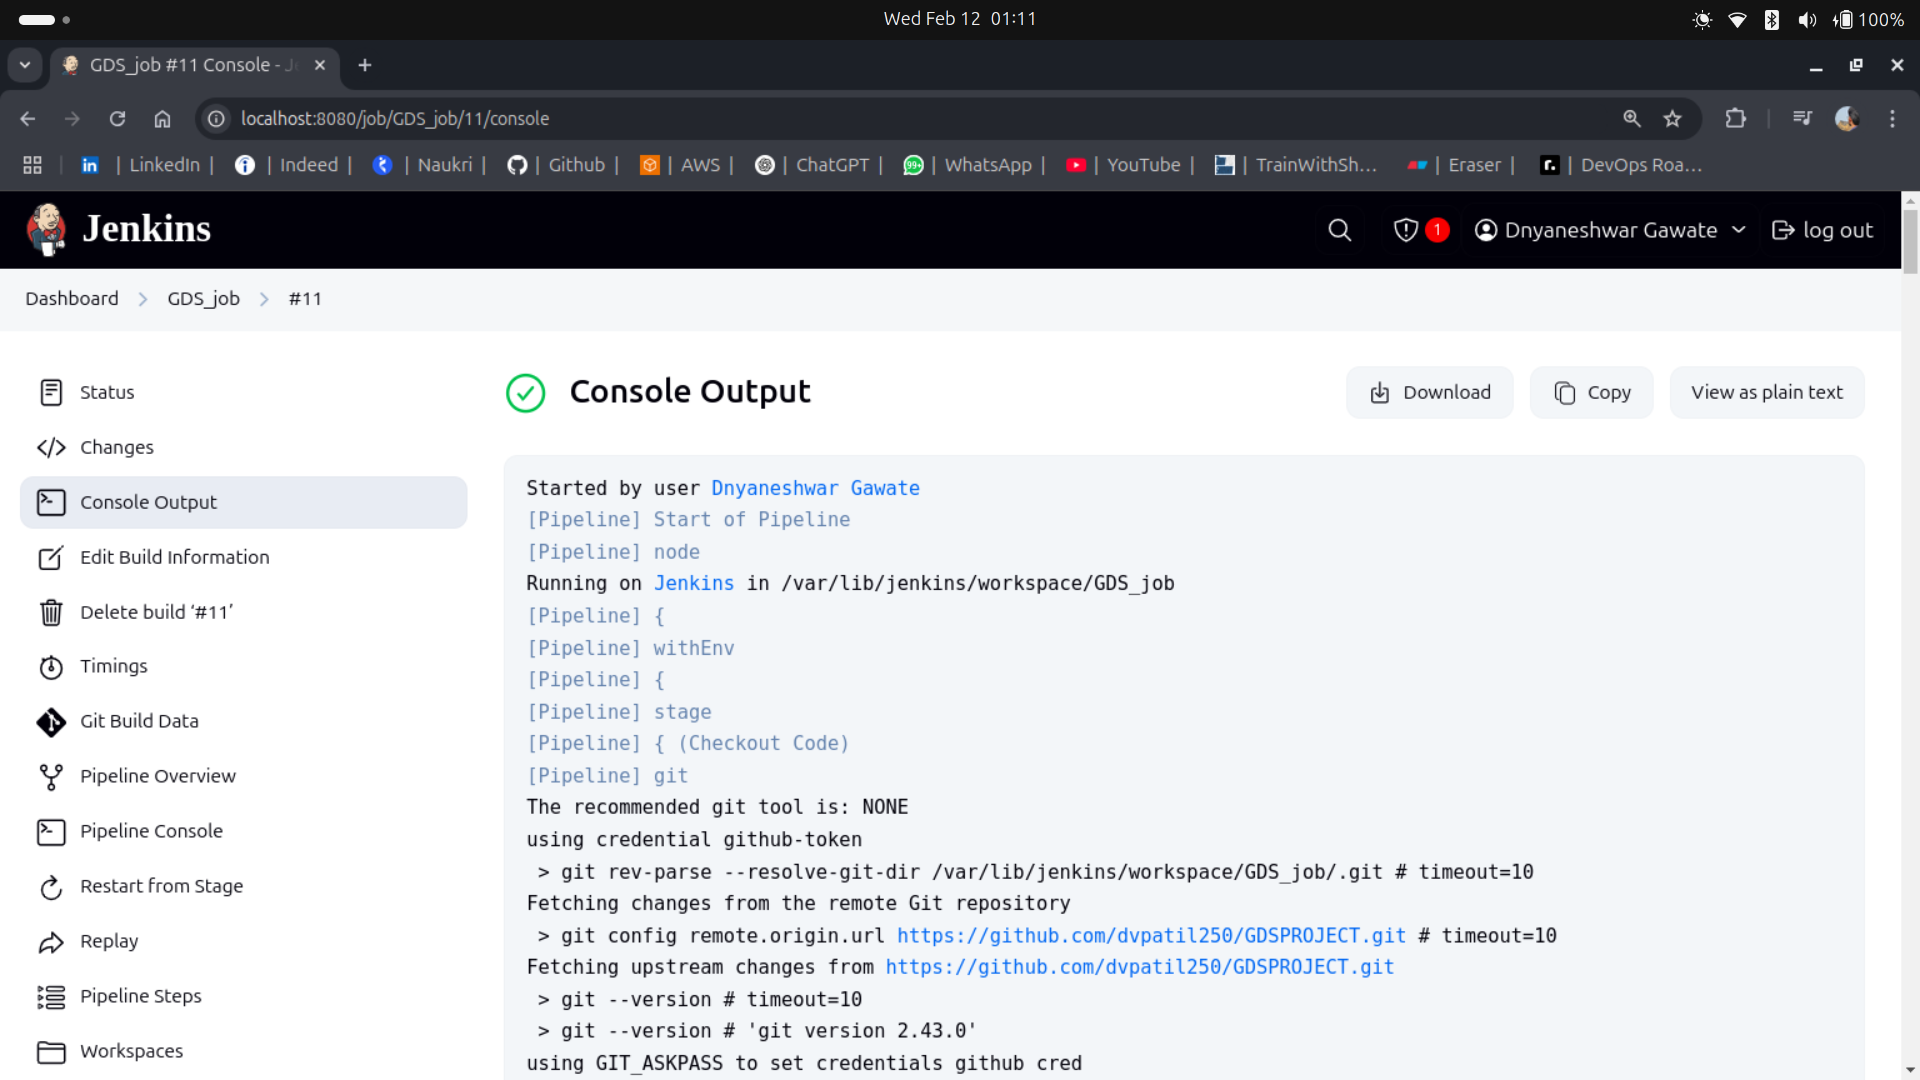 Wed Feb 12 01:11
100%
GDS_job #11 Console - Je
localhost:8080/job/GDS_job/11/console
| LinkedIn | | Indeed | | Naukri | | Github | | AWS | | ChatGPT | 99+ | WhatsApp | | YouTube | | TrainWithSh... | Eraser | | DevOps Roa...
Jenkins
1
Dnyaneshwar Gawate
log out
Dashboard > GDS_job > #11
Status
Changes
Console Output
Edit Build Information
Delete build ‘#11’
Timings
Git Build Data
Pipeline Overview
Pipeline Console
Restart from Stage
Replay
Pipeline Steps
Workspaces
Console Output
Download
Copy
View as plain text
Started by user Dnyaneshwar Gawate
[Pipeline] Start of Pipeline
[Pipeline] node
Running on Jenkins in /var/lib/jenkins/workspace/GDS_job
[Pipeline] {
[Pipeline] withEnv
[Pipeline] {
[Pipeline] stage
[Pipeline] { (Checkout Code)
[Pipeline] git
The recommended git tool is: NONE
using credential github-token
> git rev-parse --resolve-git-dir /var/lib/jenkins/workspace/GDS_job/.git # timeout=10
Fetching changes from the remote Git repository
> git config remote.origin.url https://github.com/dvpatil250/GDSPROJECT.git # timeout=10
Fetching upstream changes from https://github.com/dvpatil250/GDSPROJECT.git
> git --version # timeout=10
> git --version # 'git version 2.43.0'
using GIT_ASKPASS to set credentials github cred